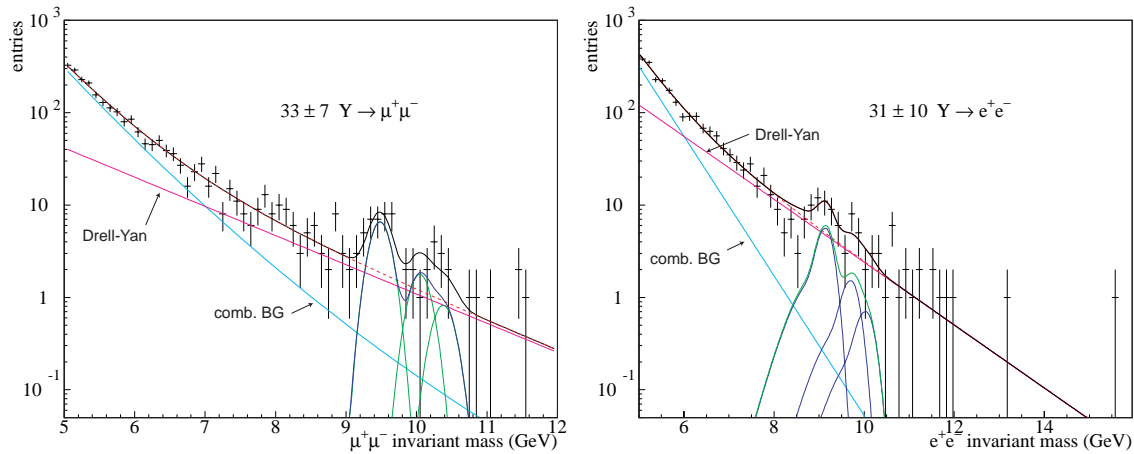 entries
10 3
10 2
10
1
10 -1
33 ± 7 Υ → μ+μ−
Drell-Yan
comb. BG
5 6 7 8 9 10 11 12
μ+μ− invariant mass (GeV)
entries
10 3
10 2
10
1
10 -1
31 ± 10 Υ → e+e−
Drell-Yan
comb. BG
6 8 10 12 14
e+e− invariant mass (GeV)